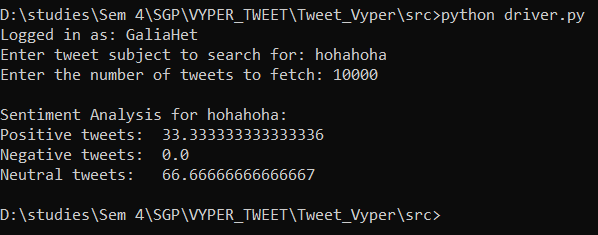 D:\studies\Sem 4\SGP\VYPER_TWEET\Tweet_Vyper\src>python driver.py
Logged in as: GaliaHet
Enter tweet subject to search for: hohahoha
Enter the number of tweets to fetch: 10000
Sentiment Analysis for hohahoha:
Positive tweets:  33.333333333333336
Negative tweets:  0.0
Neutral tweets:   66.66666666666667
D:\studies\Sem 4\SGP\VYPER_TWEET\Tweet_Vyper\src>